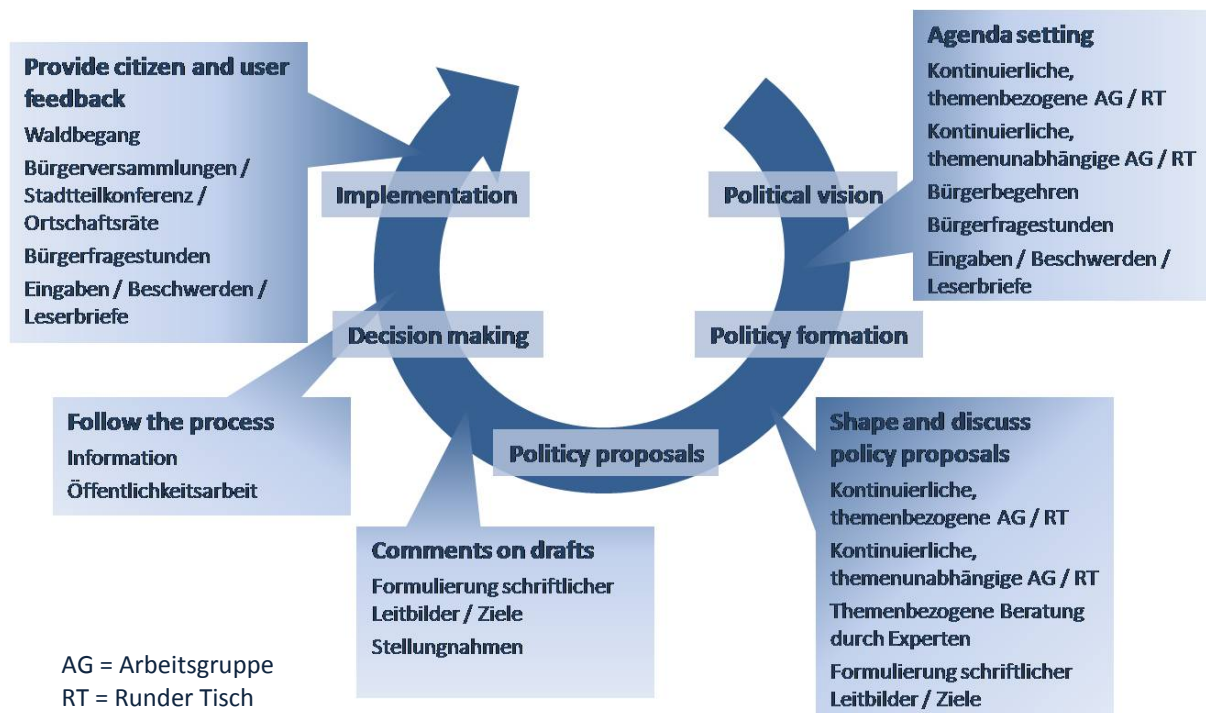 Provide citizen and user
feedback
Waldbegang
Bürgerversammlungen /
Stadtteilkonferenz /
Ortschaftsräte
Bürgerfragestunden
Eingaben / Beschwerden /
Leserbriefe
Agenda setting
Kontinuierliche,
themenbezogene AG / RT
Kontinuierliche,
themenunabhängige AG / RT
Bürgerbegehren
Bürgerfragestunden
Eingaben / Beschwerden /
Leserbriefe
Implementation
Political vision
Decision making
Politicy formation
Politicy proposals
Follow the process
Information
Öffentlichkeitsarbeit
Comments on drafts
Formulierung schriftlicher
Leitbilder / Ziele
Stellungnahmen
Shape and discuss
policy proposals
Kontinuierliche,
themenbezogene AG / RT
Kontinuierliche,
themenunabhängige AG / RT
Themenbezogene Beratung
durch Experten
Formulierung schriftlicher
Leitbilder / Ziele
AG = Arbeitsgruppe
RT = Runder Tisch